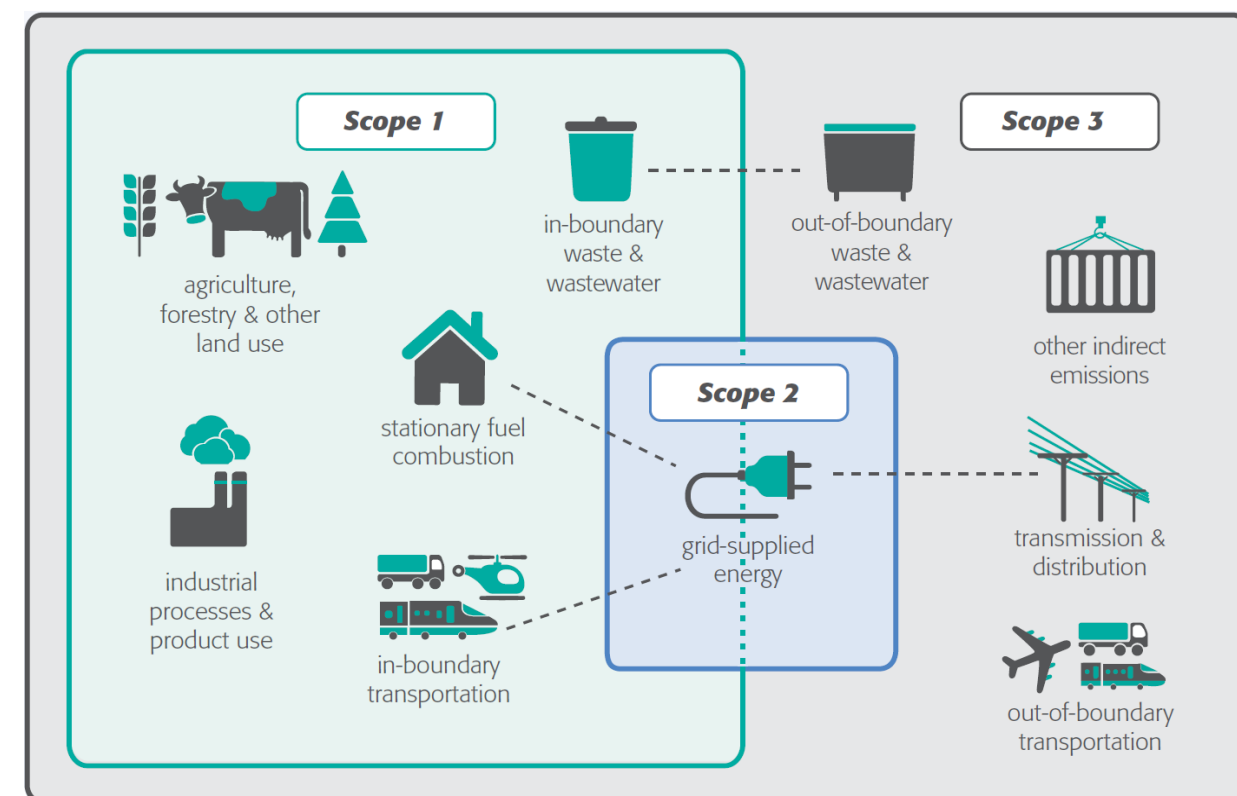 Scope 1
Scope 3
in-boundary
waste &
wastewater
out-of-boundary
waste &
wastewater
agriculture,
forestry & other
land use
other indirect
emissions
Scope 2
stationary fuel
combustion
grid-supplied
energy
transmission &
distribution
industrial
processes &
product use
in-boundary
transportation
out-of-boundary
transportation